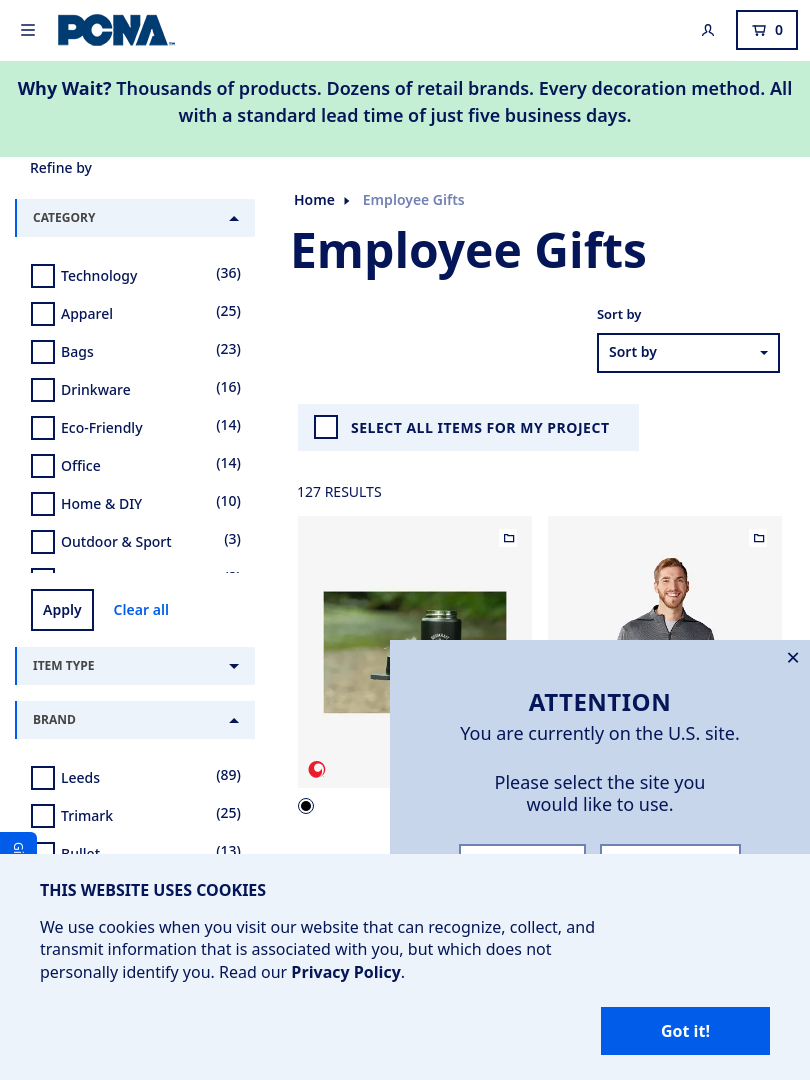 PCNA
0
Why Wait? Thousands of products. Dozens of retail brands. Every decoration method. All
with a standard lead time of just five business days.
Refine by
CATEGORY
Technology (36)
Apparel (25)
Bags (23)
Drinkware (16)
Eco-Friendly (14)
Office (14)
Home & DIY (10)
Outdoor & Sport (3)
Apply
Clear all
ITEM TYPE
BRAND
Leeds (89)
Trimark (25)
Bullet (13)
Home
Employee Gifts
Employee Gifts
Sort by
Sort by
SELECT ALL ITEMS FOR MY PROJECT
127 RESULTS
ATTENTION
You are currently on the U.S. site.
Please select the site you
would like to use.
THIS WEBSITE USES COOKIES
We use cookies when you visit our website that can recognize, collect, and
transmit information that is associated with you, but which does not
personally identify you. Read our Privacy Policy.
Got it!